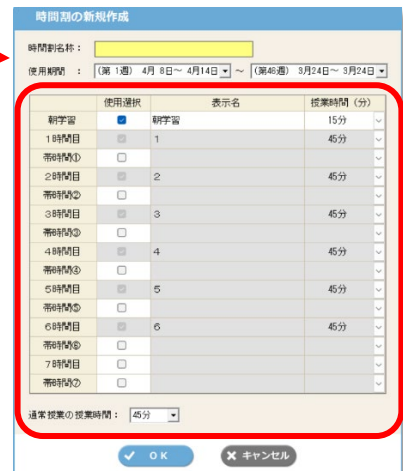 時間割の新規作成
時間割名称：
使用期間 ： (第 1週) 4月 8日～ 4月14日 ～ (第46週) 3月24日～ 3月24日
使用選択 表示名 授業時間（分）
朝学習 朝学習 15分
1時間目 1 45分
帯時間①
2時間目 2 45分
帯時間②
3時間目 3 45分
帯時間③
4時間目 4 45分
帯時間④
5時間目 5 45分
帯時間⑤
6時間目 6 45分
帯時間⑥
7時間目
帯時間⑦
通常授業の授業時間： 45分
OK キャンセル